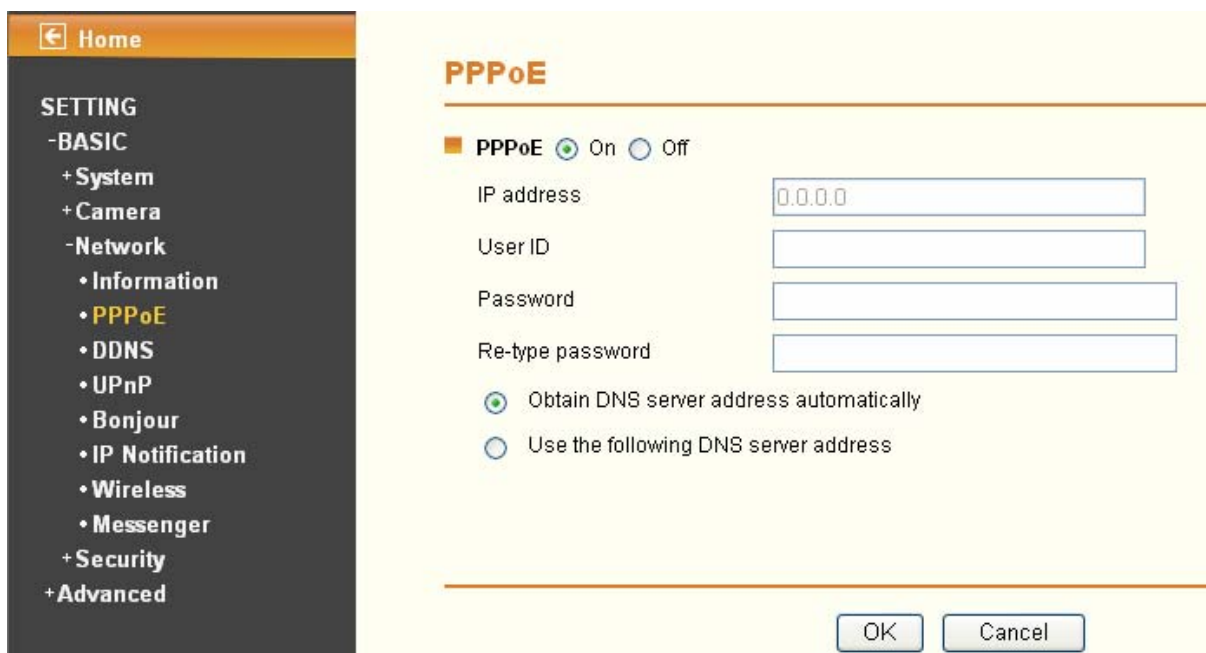 Home
SETTING
-BASIC
+System
+Camera
-Network
•Information
•PPPoE
•DDNS
•UPnP
•Bonjour
•IP Notification
•Wireless
•Messenger
+Security
+Advanced
PPPoE
PPPoE On Off
IP address 0.0.0.0
User ID
Password
Re-type password
Obtain DNS server address automatically
Use the following DNS server address
OK Cancel